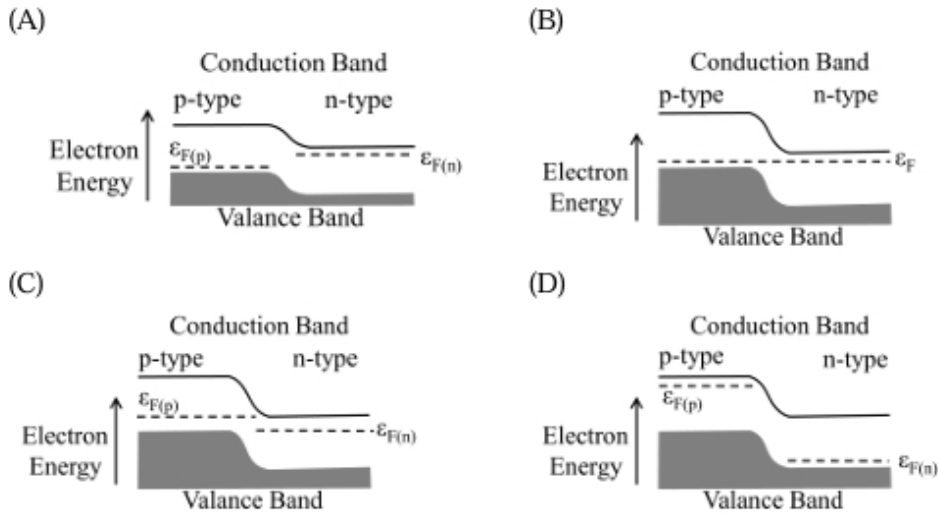 (A)
Conduction Band
p-type n-type
Electron
Energy
εF(p)
εF(n)
Valance Band
(B)
Conduction Band
p-type n-type
Electron
Energy
εF
Valance Band
(C)
Conduction Band
p-type n-type
εF(p)
Electron
Energy
εF(n)
Valance Band
(D)
Conduction Band
p-type n-type
εF(p)
Electron
Energy
εF(n)
Valance Band